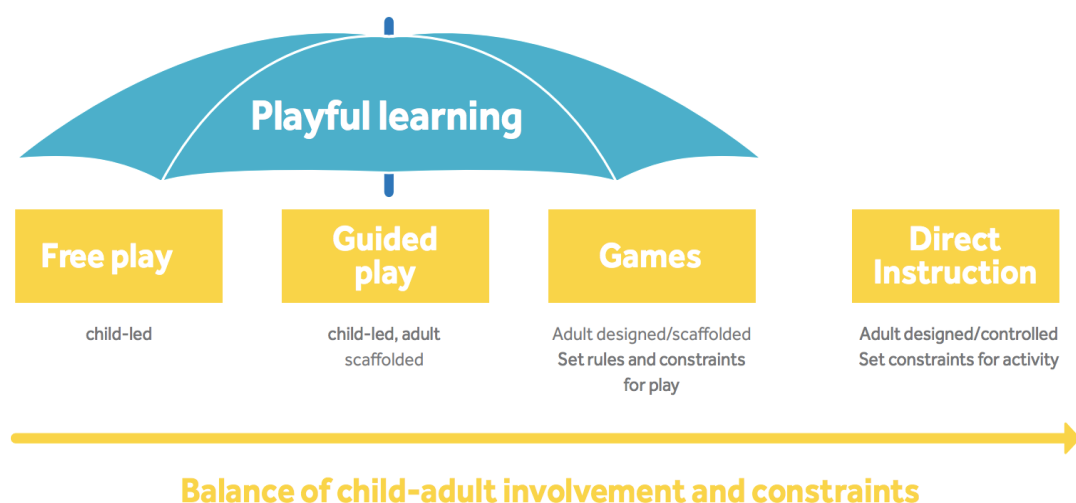 Playful learning
Free play
child-led
Guided
play
child-led, adult
scaffolded
Games
Adult designed/scaffolded
Set rules and constraints
for play
Direct
Instruction
Adult designed/controlled
Set constraints for activity
Balance of child-adult involvement and constraints